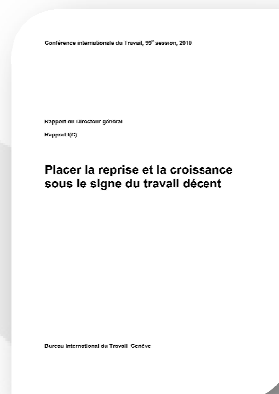 Conférence internationale du Travail, 99e session, 2010
Rapport du Directeur général
Rapport I(C)
Placer la reprise et la croissance
sous le signe du travail décent
Bureau international du Travail Genève